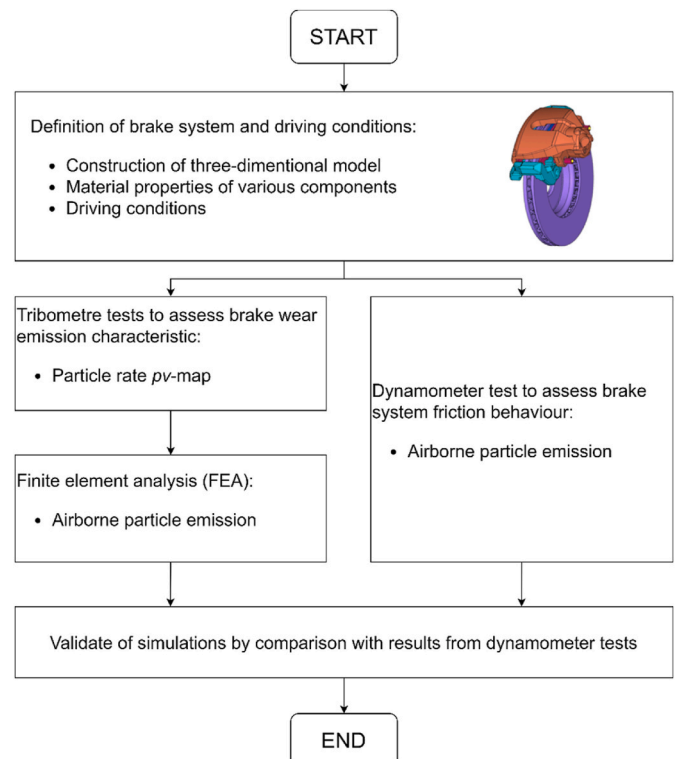 START
Definition of brake system and driving conditions:
• Construction of three-dimentional model
• Material properties of various components
• Driving conditions
Tribometre tests to assess brake wear
emission characteristic:
• Particle rate pv-map
Finite element analysis (FEA):
• Airborne particle emission
Dynamometer test to assess brake
system friction behaviour:
• Airborne particle emission
Validate of simulations by comparison with results from dynamometer tests
END